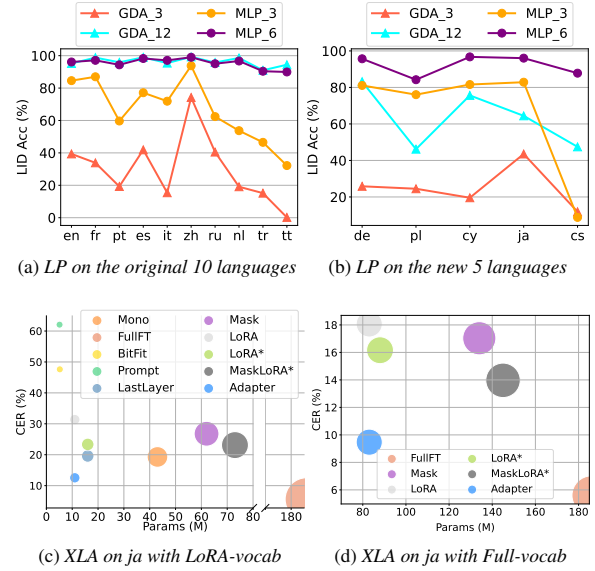 GDA_3 MLP_3
GDA_12 MLP_6
LID Acc (%)
100
80
60
40
20
0
en fr pt es it zh ru nl tr tt
(a) LP on the original 10 languages
GDA_3 MLP_3
GDA_12 MLP_6
LID Acc (%)
100
80
60
40
20
de pl cy ja cs
(b) LP on the new 5 languages
CER (%)
60
50
40
30
20
10
Mono Mask
FullFT LoRA
BitFit LoRA*
Prompt MaskLoRA*
LastLayer Adapter
0 10 20 30 40 50 60 70 80 180
Params (M)
(c) XLA on ja with LoRA-vocab
CER (%)
18
16
14
12
10
8
6
FullFT LoRA*
Mask MaskLoRA*
LoRA Adapter
80 100 120 140 160 180
Params (M)
(d) XLA on ja with Full-vocab